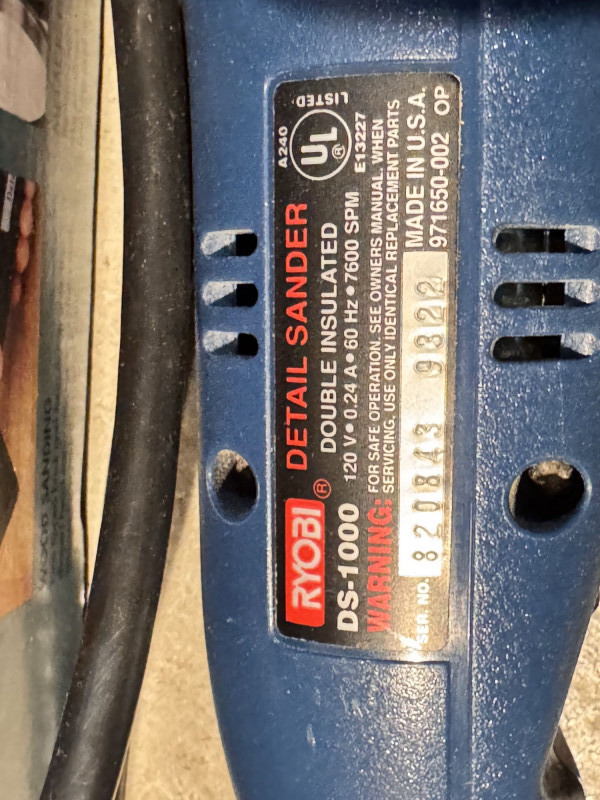 RYOBI ® DETAIL SANDER
DS-1000 DOUBLE INSULATED
120 V • 0.24 A • 60 Hz • 7600 SPM
WARNING: FOR SAFE OPERATION. SEE OWNERS MANUAL. WHEN
SERVICING. USE ONLY IDENTICAL REPLACEMENT PARTS
SER. NO. 820843 9322 MADE IN U.S.A.
971650-002 OP
A240
UL ®
LISTED
E13227